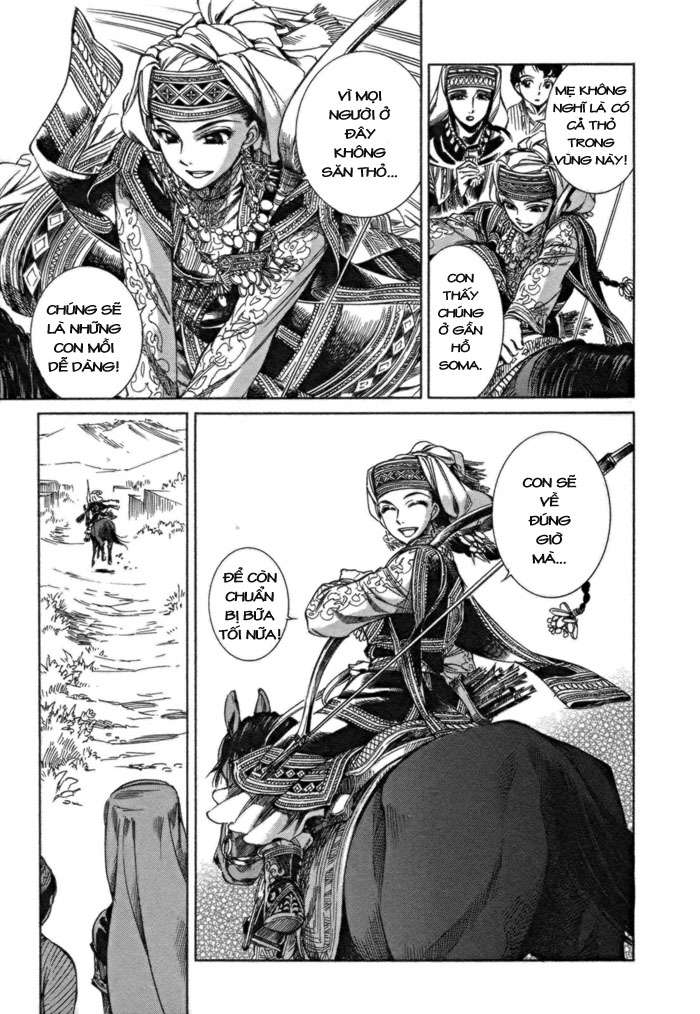 MẸ KHÔNG
NGHĨ LÀ CÓ
CẢ THỎ
TRONG
VÙNG NÀY!
CON
THẤY
CHÚNG
Ở GẦN
HỒ
SOMA.
VÌ MỌI
NGƯỜI Ở
ĐÂY
KHÔNG
SĂN THỎ...
CHÚNG SẼ
LÀ NHỮNG
CON MỒI
DỄ DÀNG!
CON SẼ
VỀ
ĐÚNG
GIỜ
MÀ...
ĐỂ CÒN
CHUẨN
BỊ BỮA
TỐI NỮA!